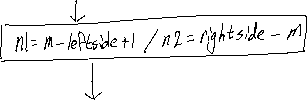 n1 = m - leftside + 1 / n2 = rightside - m